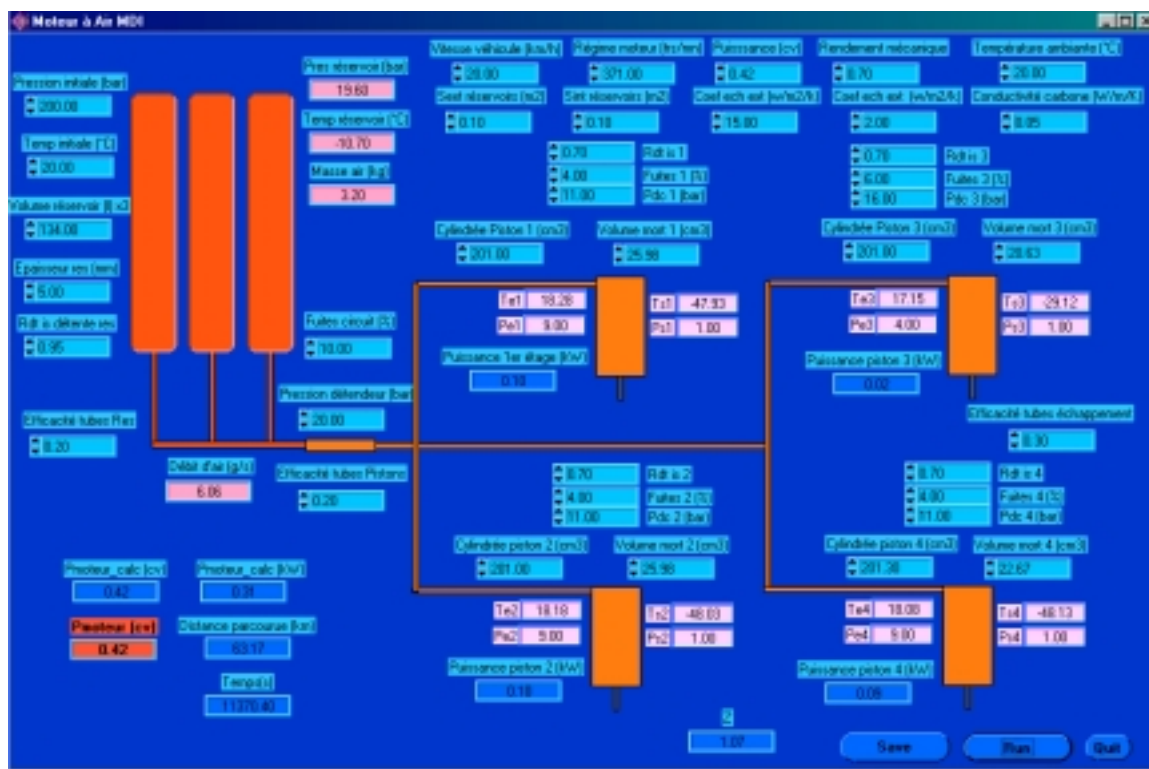 Moteur à Air MDI
Vitesse véhicule (km/h) Régime moteur (trs/mn) Puissance (cv) Rendement mécanique Température ambiante (°C)
20.00 371.00 0.42 0.70 20.00
Pression initiale (bar) Pres réservoir (bar)
200.00 19.60
Sext réservoirs (m2) Sint réservoirs (m2) Coef ech ext (w/m2/k) Coef ech est (w/m2/k) Conductivité carbone (W/m/K)
0.10 0.10 15.00 2.00 0.05
Temp initiale (°C) Temp réservoir (°C)
20.00 -10.70
Masse air (kg)
3.20
0.70 Rdt is 1 0.70 Rdt is 3
4.00 Fuites 1 (%) 6.00 Fuites 3 (%)
11.00 Pdc 1 (bar) 16.00 Pdc 3 (bar)
Volume réservoir (l) x3
134.00
Cylindrée Piston 1 (cm3) Volume mort 1 (cm3) Cylindrée Piston 3 (cm3) Volume mort 3 (cm3)
201.00 25.98 201.80 28.63
Epaisseur res (mm)
5.00
Te1 18.28 Ts1 -47.93 Te3 17.15 Ts3 -29.12
Pe1 9.00 Ps1 1.00 Pe3 4.00 Ps3 1.00
Rdt is détente res Fuites circuit (%)
0.95 10.00
Puissance 1er étage (kW) Puissance piston 3 (kW)
0.10 0.02
Pression détendeur (bar)
20.00
Efficacité tubes Res Efficacité tubes échappement
0.20 0.30
Débit d'air (g/s) Efficacité tubes Pistons
6.06 0.20
0.70 Rdt is 2 0.70 Rdt is 4
4.00 Fuites 2 (%) 4.00 Fuites 4 (%)
11.00 Pdc 2 (bar) 11.00 Pdc 4 (bar)
Cylindrée piston 2 (cm3) Volume mort 2 (cm3) Cylindrée piston 4 (cm3) Volume mort 4 (cm3)
201.00 25.98 201.30 22.67
Pmoteur_calc (cv) Pmoteur_calc (kW)
0.42 0.31
Te2 18.18 Ts2 -48.03 Te4 18.08 Ts4 -48.13
Pe2 9.00 Ps2 1.00 Pe4 9.00 Ps4 1.00
Pmoteur (cv) Distance parcourue (km)
0.42 63.17
Puissance piston 2 (kW) Puissance piston 4 (kW)
0.10 0.09
Temps(s)
11370.40
1.07
Save Run Quit